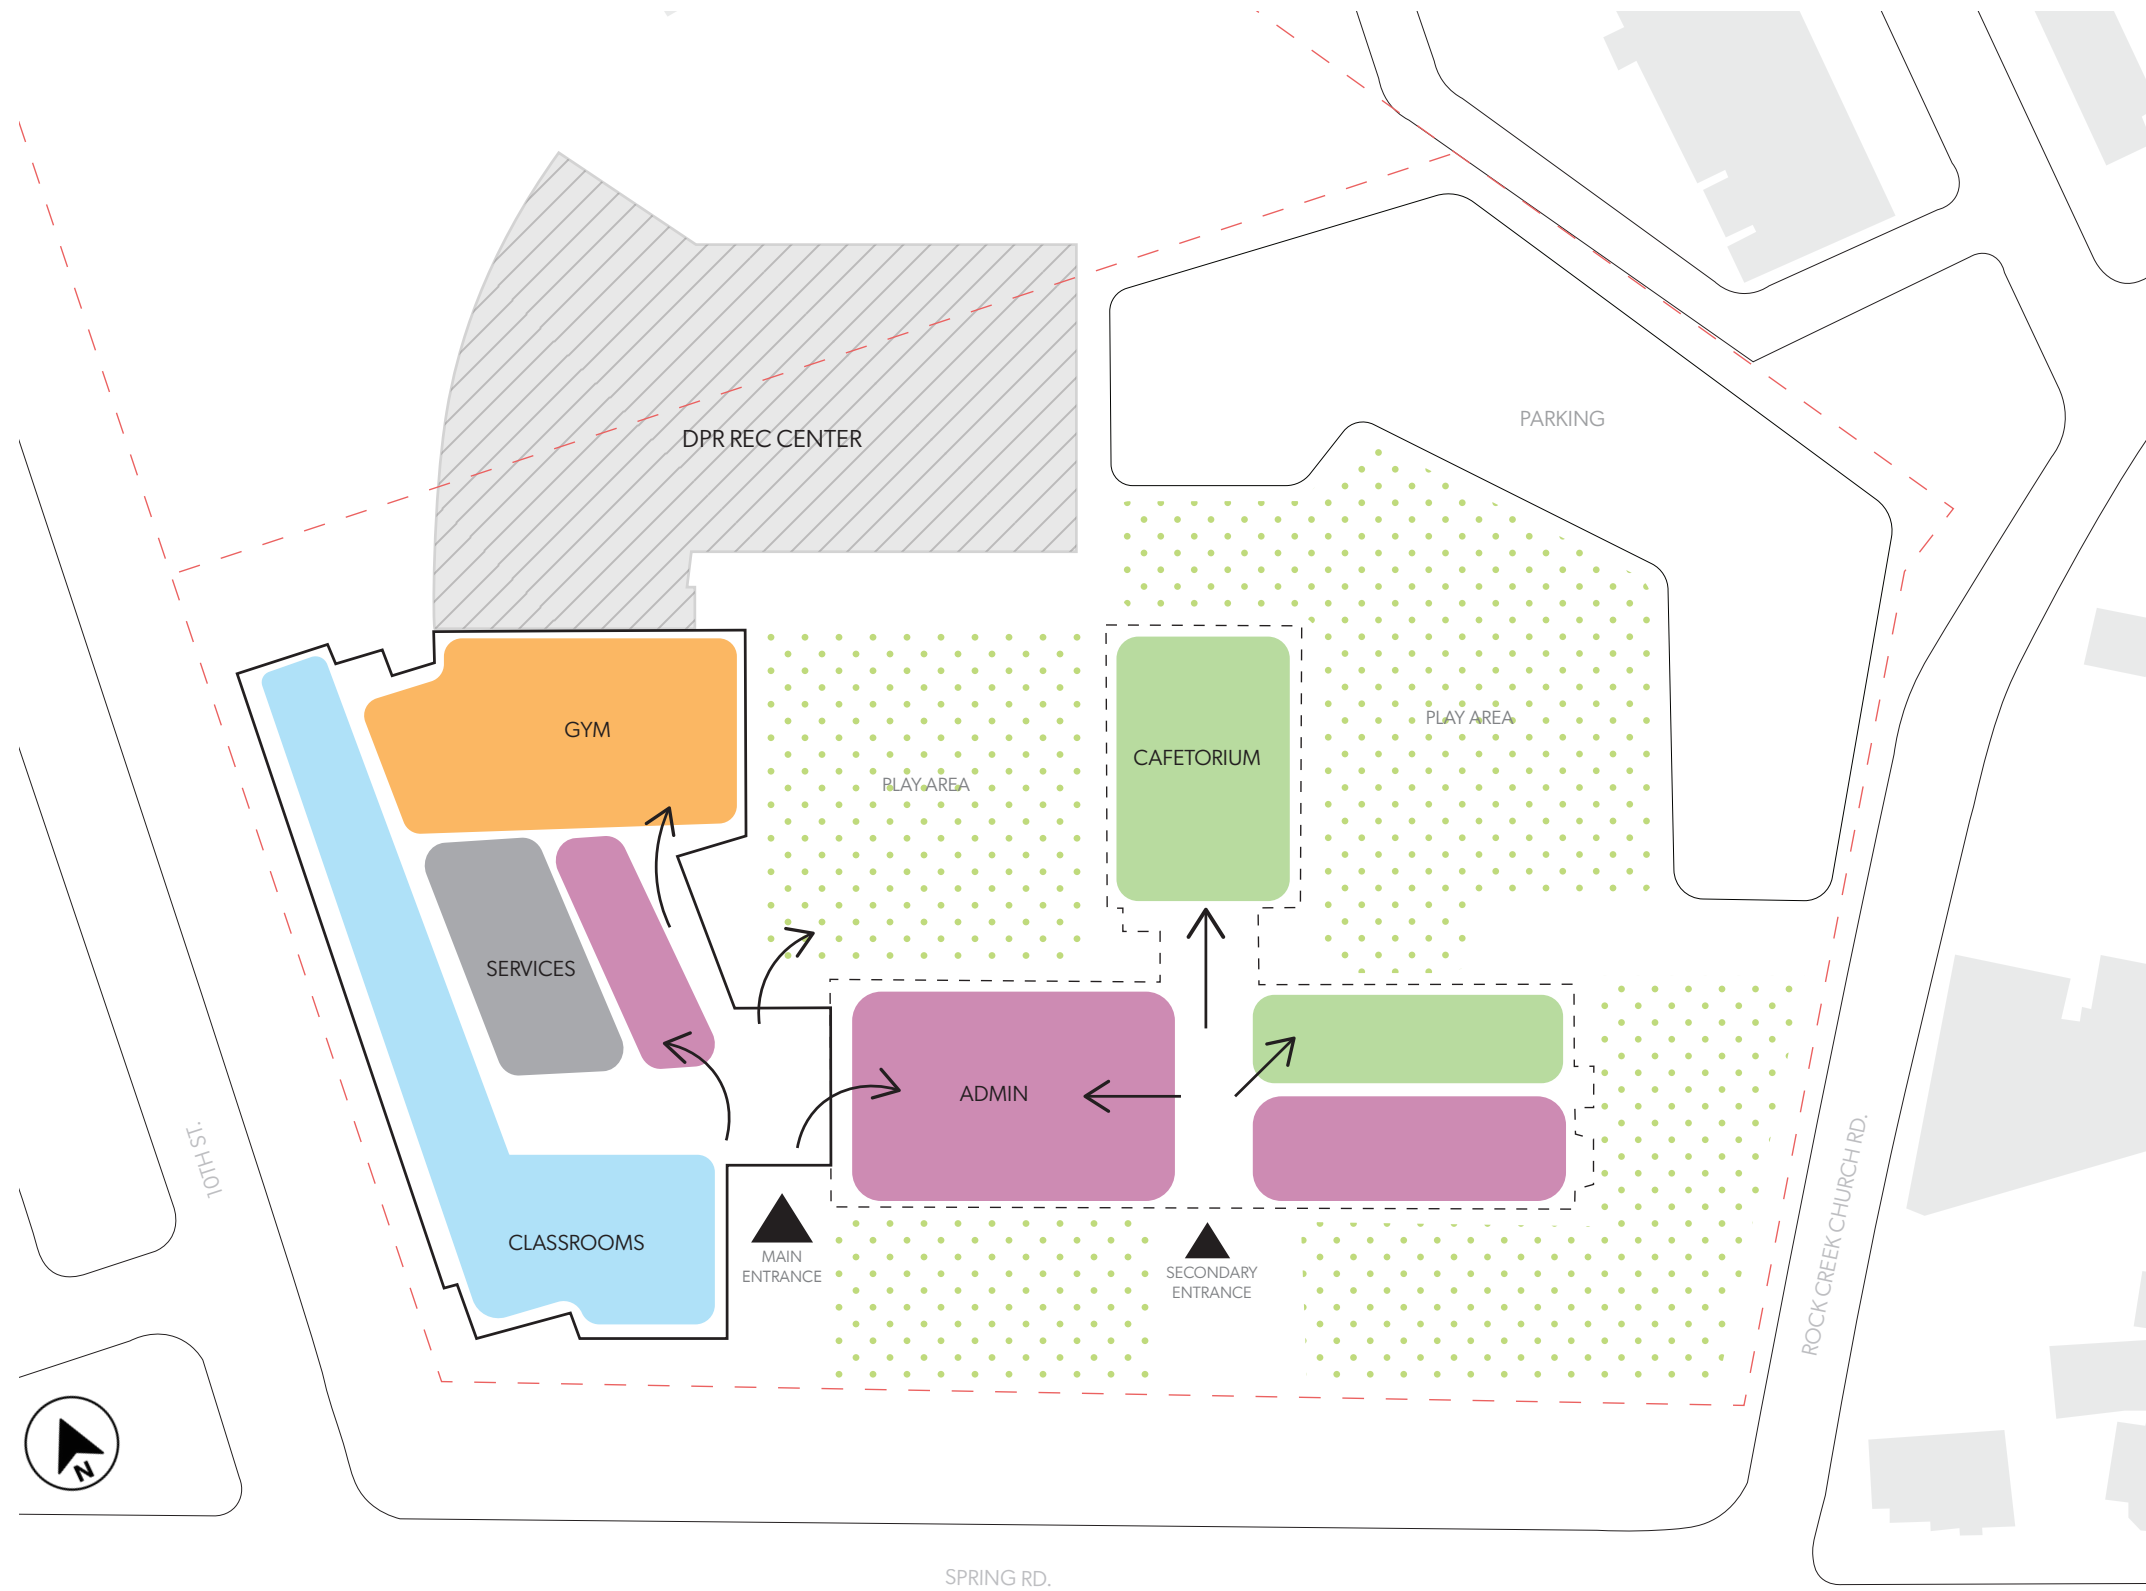 PARKING
DPR REC CENTER
PLAY AREA
GYM
CAFETORIUM
PLAY AREA
SERVICES
ADMIN
10TH ST.
CLASSROOMS
MAIN
ENTRANCE
SECONDARY
ENTRANCE
ROCK CREEK CHURCH RD.
N
SPRING RD.